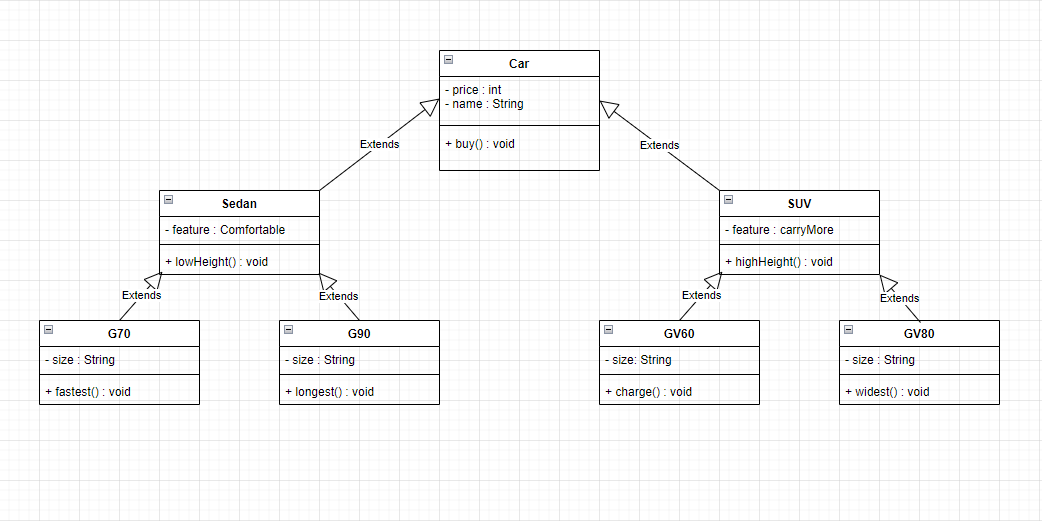 Car
- price : int
- name : String
+ buy() : void
Extends
Extends
Sedan
- feature : Comfortable
+ lowHeight() : void
SUV
- feature : carryMore
+ highHeight() : void
Extends
Extends
Extends
Extends
G70
- size : String
+ fastest() : void
G90
- size : String
+ longest() : void
GV60
- size: String
+ charge() : void
GV80
- size : String
+ widest() : void